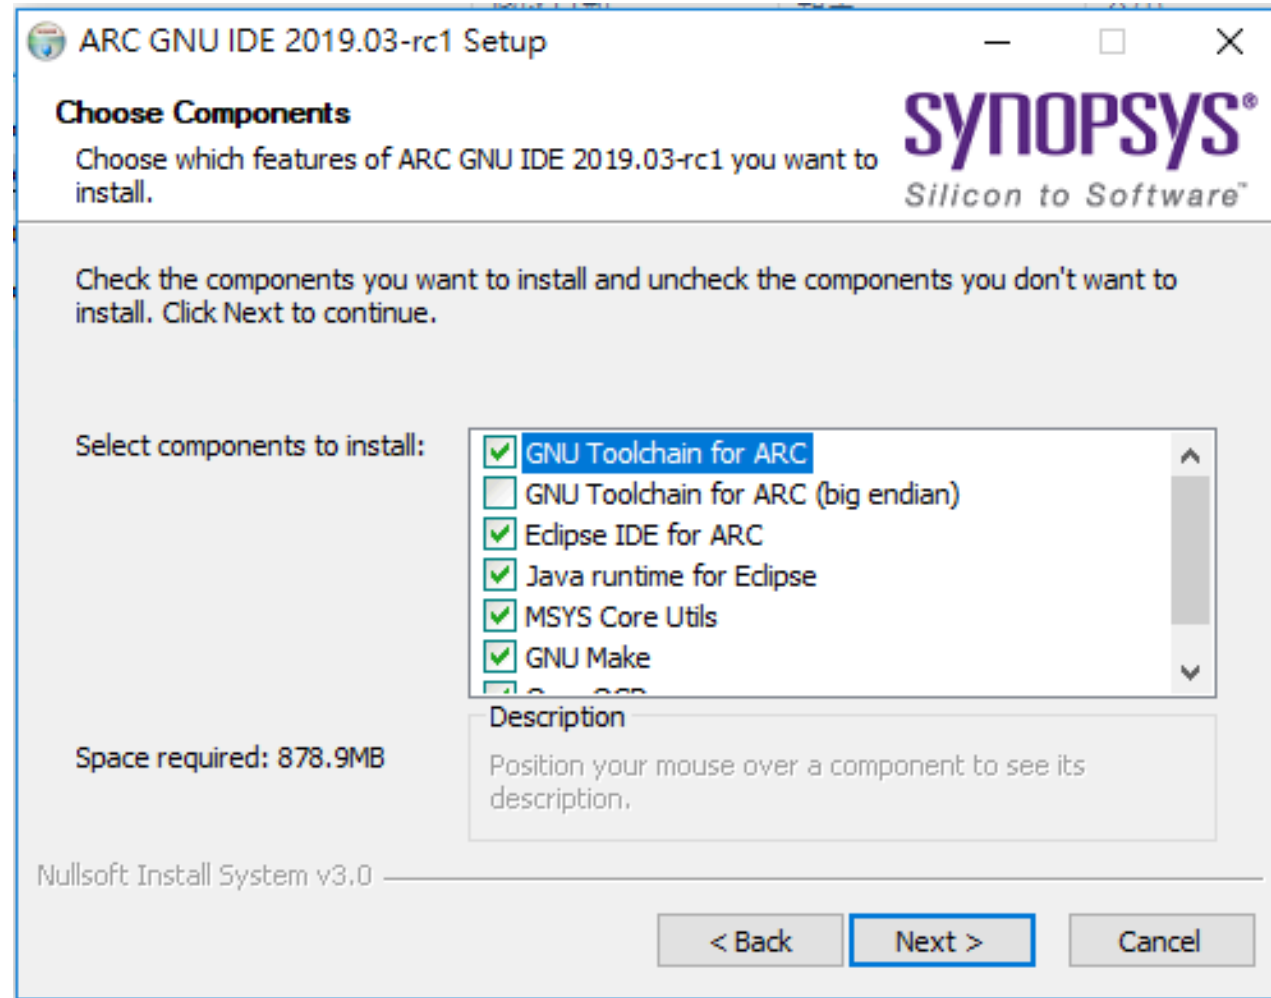 ARC GNU IDE 2019.03-rc1 Setup
Choose Components
Choose which features of ARC GNU IDE 2019.03-rc1 you want to
install.
SYNOPSYS®
Silicon to Software™
Check the components you want to install and uncheck the components you don't want to
install. Click Next to continue.
Select components to install:
GNU Toolchain for ARC
GNU Toolchain for ARC (big endian)
Eclipse IDE for ARC
Java runtime for Eclipse
MSYS Core Utils
GNU Make
Space required: 878.9MB
Description
Position your mouse over a component to see its
description.
Nullsoft Install System v3.0
< Back
Next >
Cancel